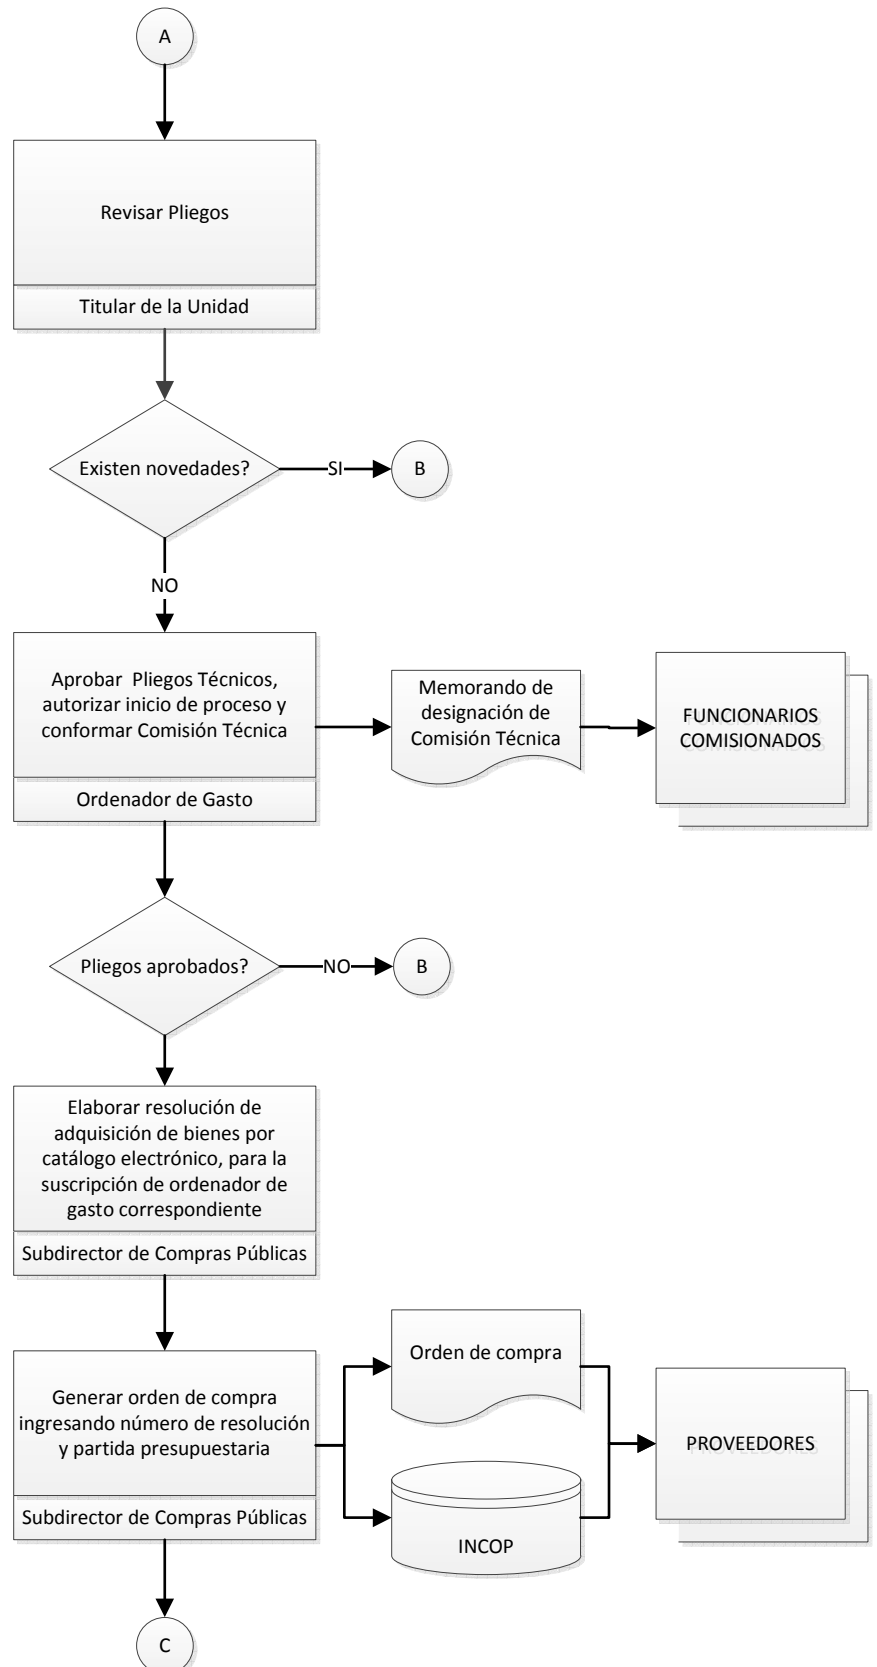 A
Revisar Pliegos
Titular de la Unidad
Existen novedades?
SI
B
NO
Aprobar Pliegos Técnicos,
autorizar inicio de proceso y
conformar Comisión Técnica
Ordenador de Gasto
Memorando de
designación de
Comisión Técnica
FUNCIONARIOS
COMISIONADOS
Pliegos aprobados?
NO
B
Elaborar resolución de
adquisición de bienes por
catálogo electrónico, para la
suscripción de ordenador de
gasto correspondiente
Subdirector de Compras Públicas
Generar orden de compra
ingresando número de resolución
y partida presupuestaria
Subdirector de Compras Públicas
Orden de compra
INCOP
PROVEEDORES
C